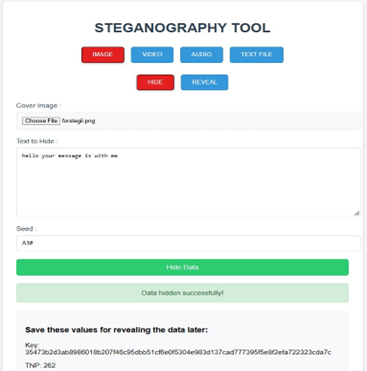 STEGANOGRAPHY TOOL
IMAGE VIDEO AUDIO TEXT FILE
HIDE REVEAL
Cover Image :
Choose File forstegli.png
Text to Hide :
hello your message is with me
Seed :
A1#
Hide Data
Data hidden successfully!
Save these values for revealing the data later:
Key:
35473b2d3ab8986018b207f46c95dbb51cf6e0f5304e983d137cad777395f5e8f2efa722323cda7c
TNP: 262